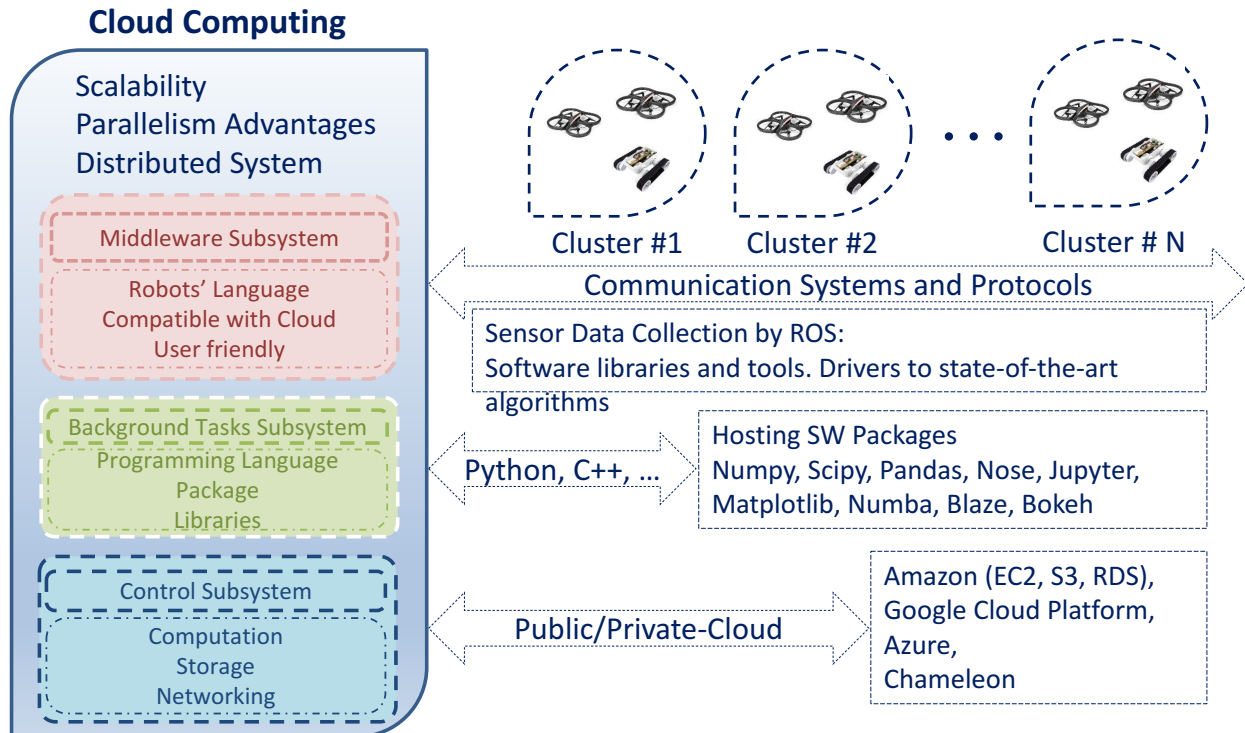 Cloud Computing
Scalability
Parallelism Advantages
Distributed System
Middleware Subsystem
Robots’ Language
Compatible with Cloud
User friendly
Background Tasks Subsystem
Programming Language
Package
Libraries
Control Subsystem
Computation
Storage
Networking
Cluster #1
Cluster #2
• • •
Cluster # N
Communication Systems and Protocols
Sensor Data Collection by ROS:
Software libraries and tools. Drivers to state-of-the-art
algorithms
Python, C++, ...
Hosting SW Packages
Numpy, Scipy, Pandas, Nose, Jupyter,
Matplotlib, Numba, Blaze, Bokeh
Public/Private-Cloud
Amazon (EC2, S3, RDS),
Google Cloud Platform,
Azure,
Chameleon